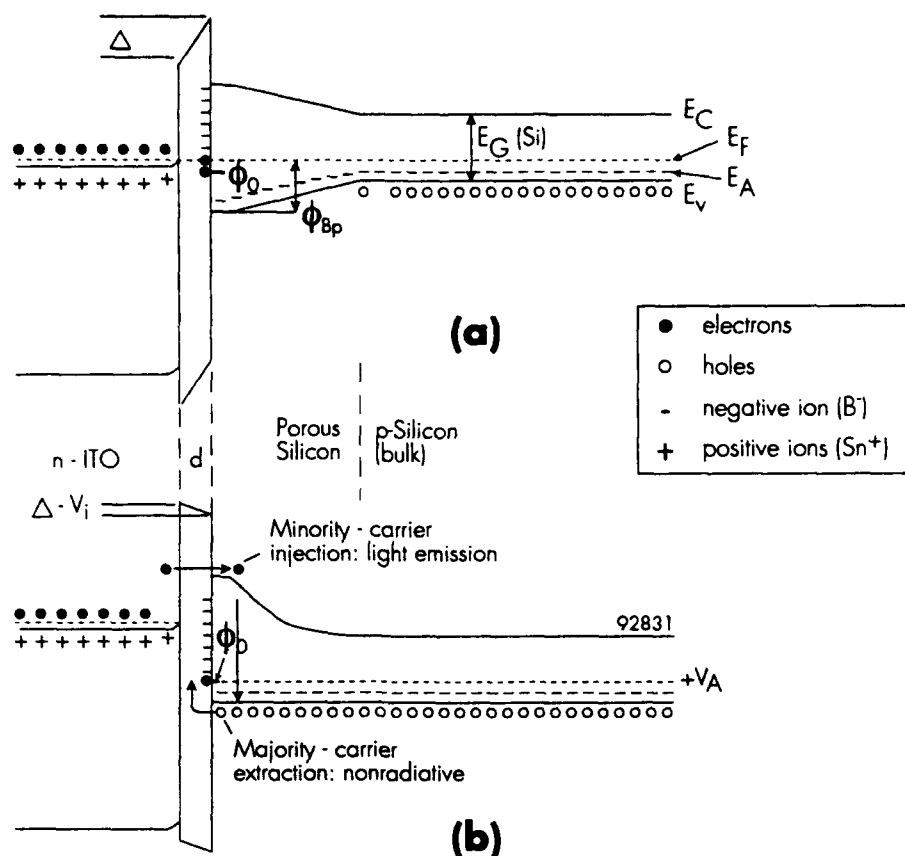 Δ
E_C
E_G (Si)
E_F
E_A
E_v
ϕ_0
ϕ_Bp
(a)
● electrons
○ holes
- negative ion (B⁻)
+ positive ions (Sn⁺)
n - ITO
d
Porous
Silicon
p-Silicon
(bulk)
Δ - V_i
Minority - carrier
injection: light emission
92831
ϕ_0
+V_A
Majority - carrier
extraction: nonradiative
(b)